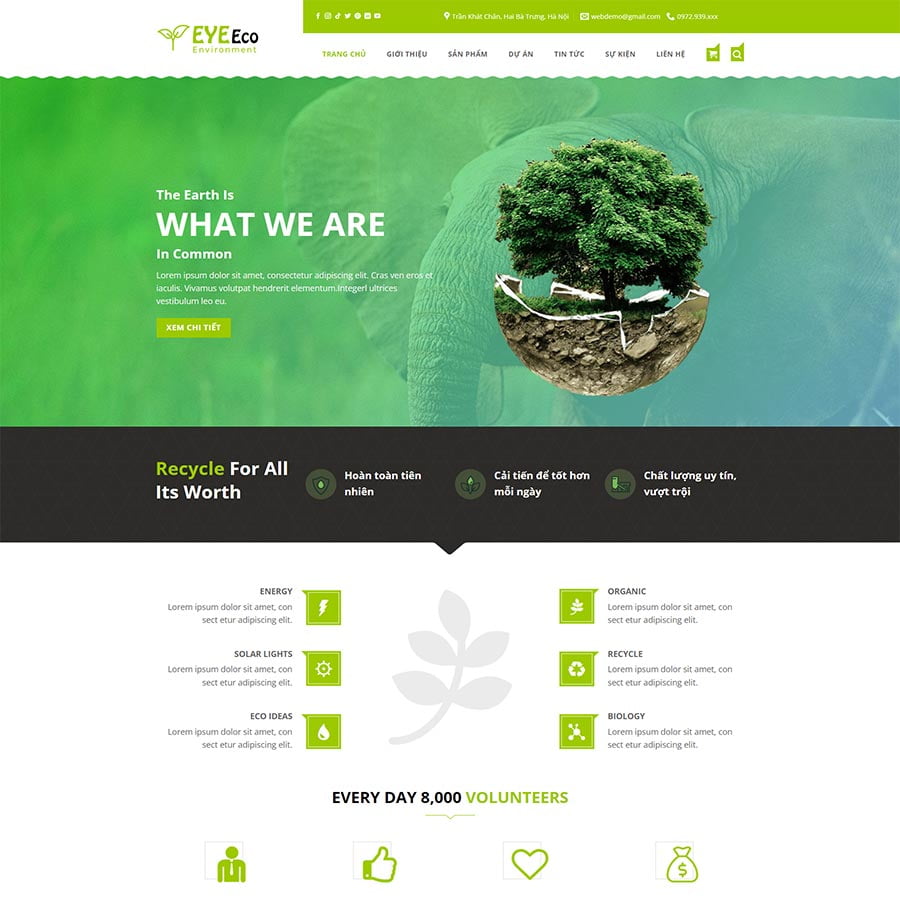 EYE Eco
Environment
Trần Khát Chân, Hai Bà Trưng, Hà Nội
webdemo@gmail.com
0972.939.xxx
TRANG CHỦ GIỚI THIỆU SẢN PHẨM DỰ ÁN TIN TỨC SỰ KIỆN LIÊN HỆ
The Earth Is
WHAT WE ARE
In Common
Lorem ipsum dolor sit amet, consectetur adipiscing elit. Cras ven eros et
iaculis. Vivamus volutpat hendrerit elementum.Integerl ultrices
vestibulum leo eu.
XEM CHI TIẾT
Recycle For All
Its Worth
Hoàn toàn tiên
nhiên
Cải tiến để tốt hơn
mỗi ngày
Chất lượng uy tín,
vượt trội
ENERGY
Lorem ipsum dolor sit amet, con
sect etur adipiscing elit.
SOLAR LIGHTS
Lorem ipsum dolor sit amet, con
sect etur adipiscing elit.
ECO IDEAS
Lorem ipsum dolor sit amet, con
sect etur adipiscing elit.
ORGANIC
Lorem ipsum dolor sit amet, con
sect etur adipiscing elit.
RECYCLE
Lorem ipsum dolor sit amet, con
sect etur adipiscing elit.
BIOLOGY
Lorem ipsum dolor sit amet, con
sect etur adipiscing elit.
EVERY DAY 8,000 VOLUNTEERS